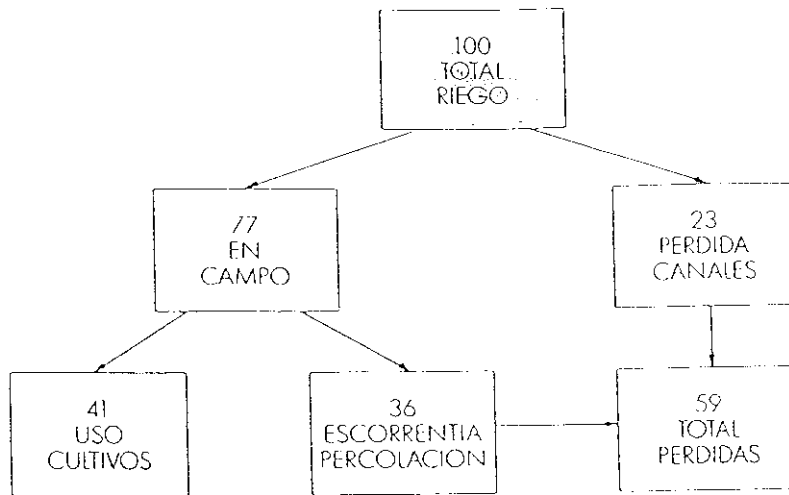 100
TOTAL
RIEGO
77
EN
CAMPO
23
PERDIDA
CANALES
41
USO
CULTIVOS
36
ESCORRENTIA
PERCOLACION
59
TOTAL
PERDIDAS